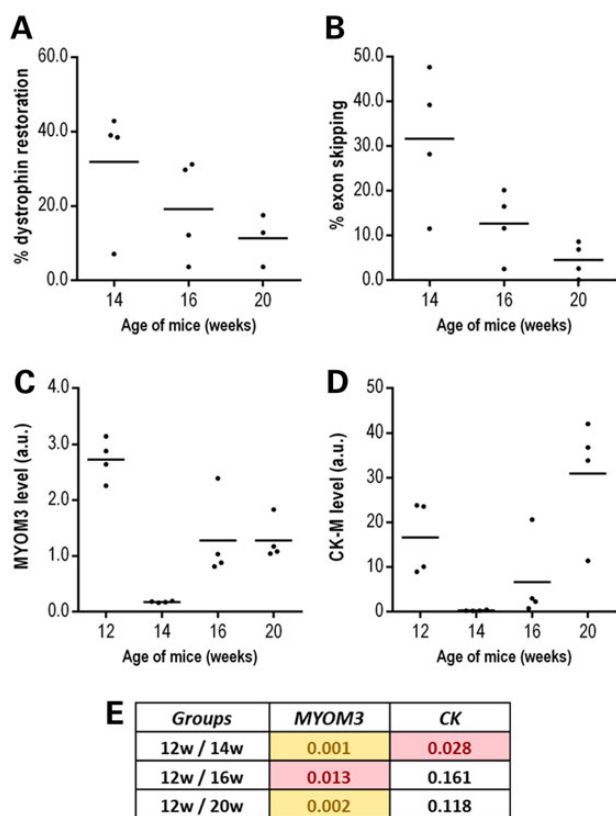 A
% dystrophin restoration
60.0
40.0
20.0
0.0
14 16 20
Age of mice (weeks)
B
% exon skipping
50.0
40.0
30.0
20.0
10.0
0.0
14 16 20
Age of mice (weeks)
C
MYOM3 level (a.u.)
4.0
3.0
2.0
1.0
0.0
12 14 16 20
Age of mice (weeks)
D
CK-M level (a.u.)
50
40
30
20
10
0
12 14 16 20
Age of mice (weeks)
E
Groups MYOM3 CK
12w / 14w 0.001 0.028
12w / 16w 0.013 0.161
12w / 20w 0.002 0.118